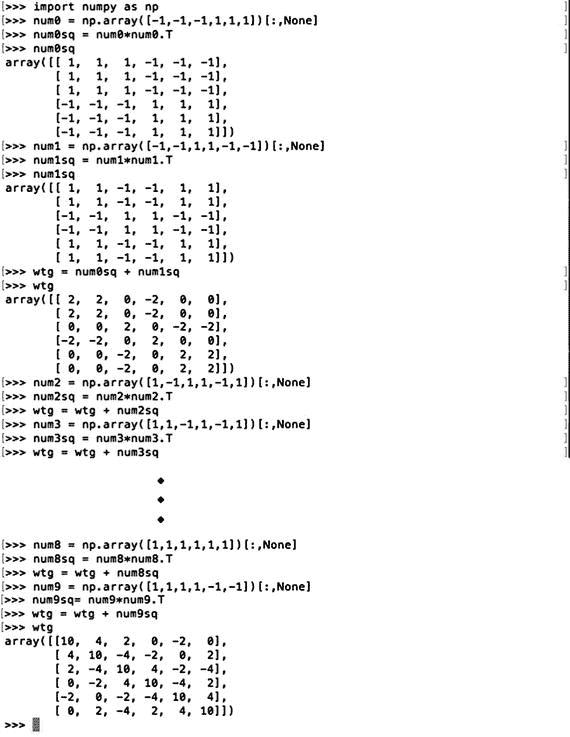 [>>> import numpy as np ]
[>>> num0 = np.array([-1,-1,-1,1,1,1])[:,None] ]
[>>> num0sq = num0*num0.T ]
[>>> num0sq ]
array([[ 1,  1,  1, -1, -1, -1],
       [ 1,  1,  1, -1, -1, -1],
       [ 1,  1,  1, -1, -1, -1],
       [-1, -1, -1,  1,  1,  1],
       [-1, -1, -1,  1,  1,  1],
       [-1, -1, -1,  1,  1,  1]])
[>>> num1 = np.array([-1,-1,1,1,-1,-1])[:,None] ]
[>>> num1sq = num1*num1.T ]
[>>> num1sq ]
array([[ 1,  1, -1, -1,  1,  1],
       [ 1,  1, -1, -1,  1,  1],
       [-1, -1,  1,  1, -1, -1],
       [-1, -1,  1,  1, -1, -1],
       [ 1,  1, -1, -1,  1,  1],
       [ 1,  1, -1, -1,  1,  1]])
[>>> wtg = num0sq + num1sq ]
[>>> wtg ]
array([[ 2,  2,  0, -2,  0,  0],
       [ 2,  2,  0, -2,  0,  0],
       [ 0,  0,  2,  0, -2, -2],
       [-2, -2,  0,  2,  0,  0],
       [ 0,  0, -2,  0,  2,  2],
       [ 0,  0, -2,  0,  2,  2]])
[>>> num2 = np.array([1,-1,1,1,-1,1])[:,None] ]
[>>> num2sq = num2*num2.T ]
[>>> wtg = wtg + num2sq ]
[>>> num3 = np.array([1,1,-1,1,-1,1])[:,None] ]
[>>> num3sq = num3*num3.T ]
[>>> wtg = wtg + num3sq ]
[>>> num8 = np.array([1,1,1,1,1,1])[:,None]
[>>> num8sq = num8*num8.T
[>>> wtg = wtg + num8sq
[>>> num9 = np.array([1,1,1,1,-1,-1])[:,None]
[>>> num9sq= num9*num9.T
[>>> wtg = wtg + num9sq
[>>> wtg
array([[10,  4,  2,  0, -2,  0],
       [ 4, 10, -4, -2,  0,  2],
       [ 2, -4, 10,  4, -2, -4],
       [ 0, -2,  4, 10, -4,  2],
       [-2,  0, -2, -4, 10,  4],
       [ 0,  2, -4,  2,  4, 10]])
>>>